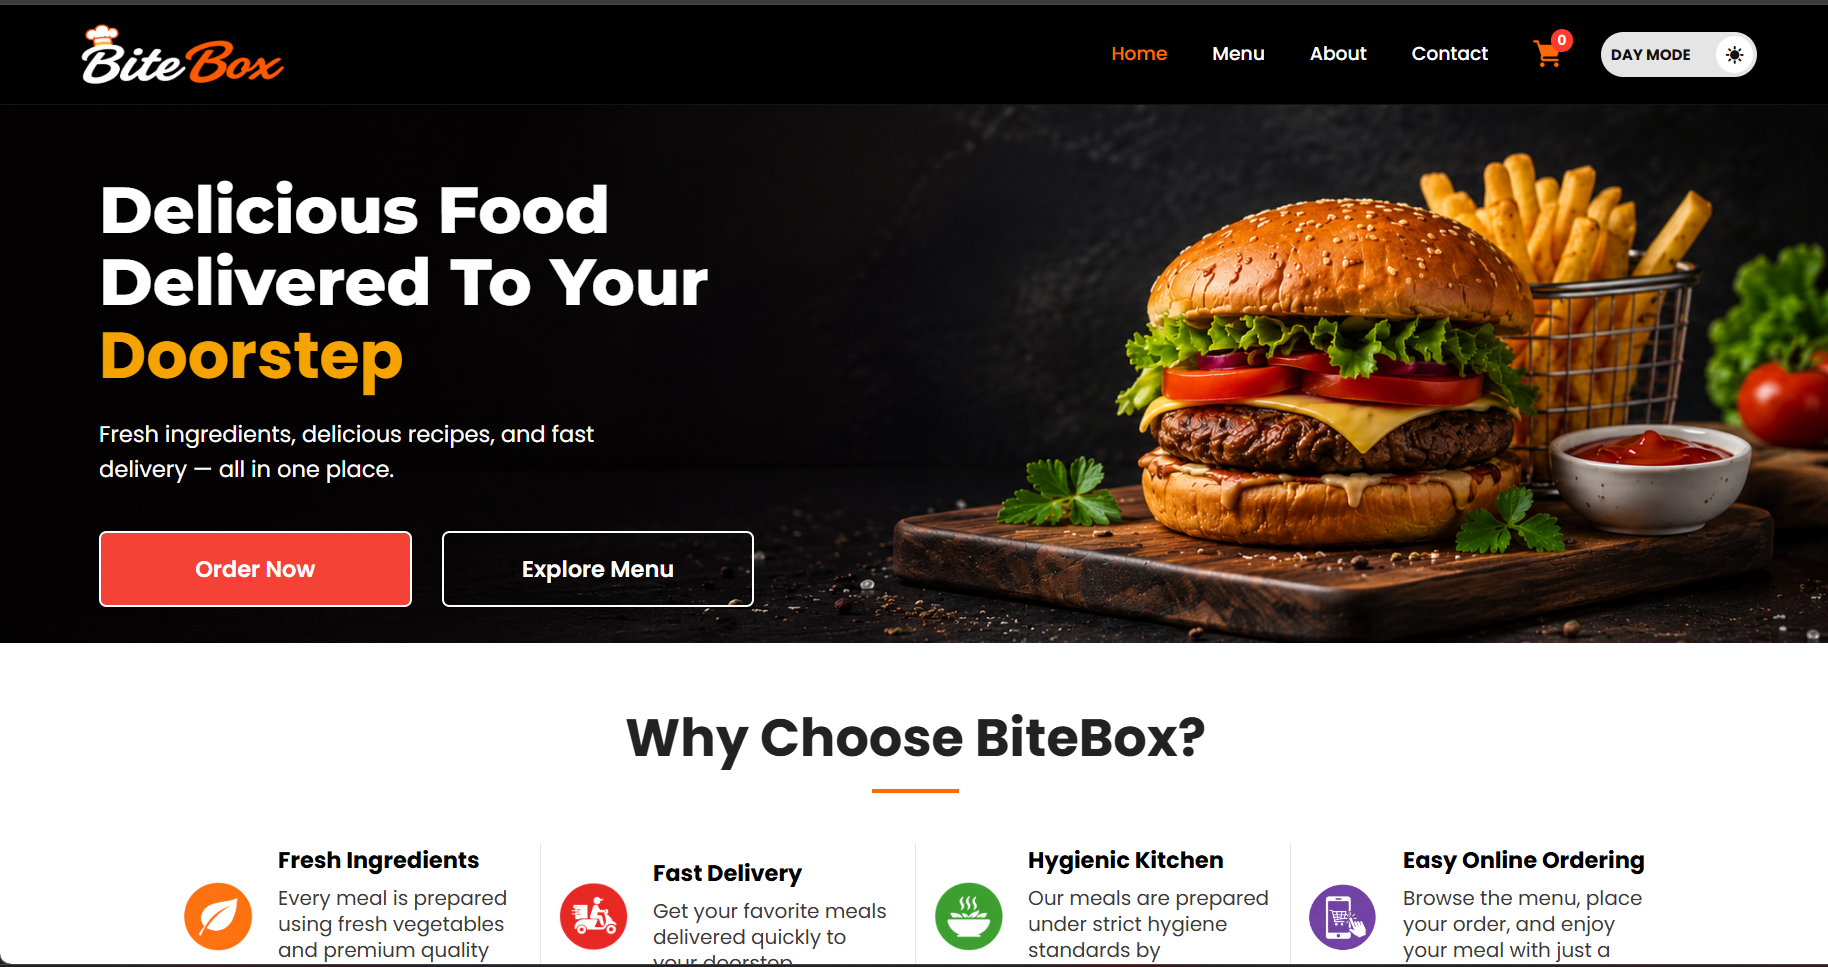 BiteBox
Home
Menu
About
Contact
0
DAY MODE
Delicious Food
Delivered To Your
Doorstep
Fresh ingredients, delicious recipes, and fast
delivery — all in one place.
Order Now
Explore Menu
Why Choose BiteBox?
Fresh Ingredients
Every meal is prepared
using fresh vegetables
and premium quality
Fast Delivery
Get your favorite meals
delivered quickly to
your doorstep
Hygienic Kitchen
Our meals are prepared
under strict hygiene
standards by
Easy Online Ordering
Browse the menu, place
your order, and enjoy
your meal with just a